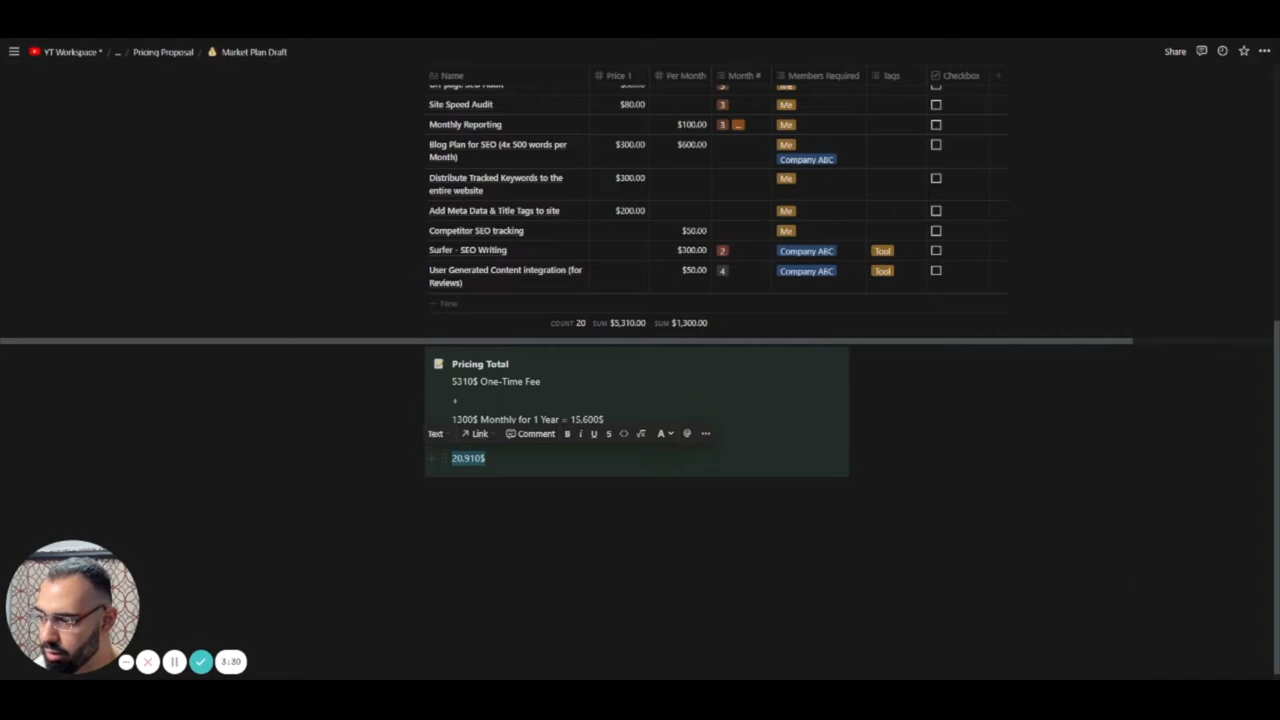 YT Workspace * / ... / Pricing Proposal / Market Plan Draft
Share
Name Price 1 Per Month Month # Members Required Tags Checkbox
Site Speed Audit $80.00 3 Me
Monthly Reporting $100.00 3 ... Me
Blog Plan for SEO (4x 500 words per $300.00 $600.00 Me
Month) Company ABC
Distribute Tracked Keywords to the $300.00 Me
entire website
Add Meta Data & Title Tags to site $200.00 Me
Competitor SEO tracking $50.00 Me
Surfer - SEO Writing $300.00 2 Company ABC Tool
User Generated Content integration (for $50.00 4 Company ABC Tool
Reviews)
+ New
COUNT 20 SUM $5,310.00 SUM $1,300.00
Pricing Total
5310$ One-Time Fee
+
1300$ Monthly for 1 Year = 15,600$
Text Link Comment B i U S <> √x A @ ...
20,910$
3:30